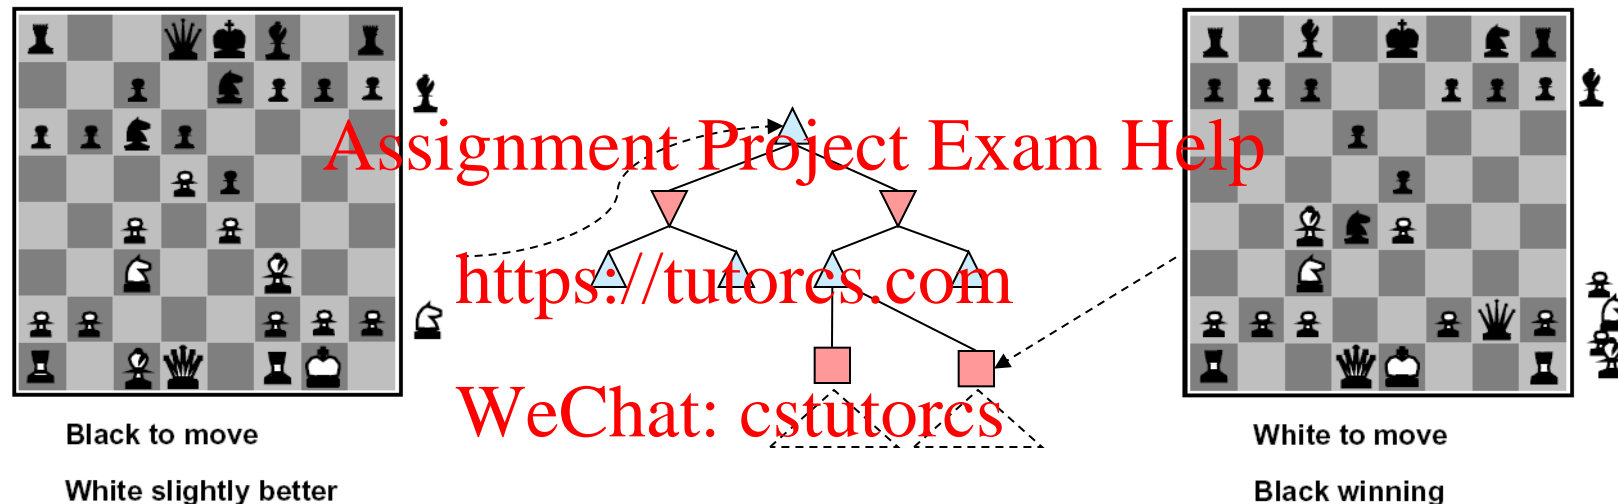 Assignment Project Exam Help
https://tutorcs.com
WeChat: cstutorcs
Black to move
White slightly better
White to move
Black winning